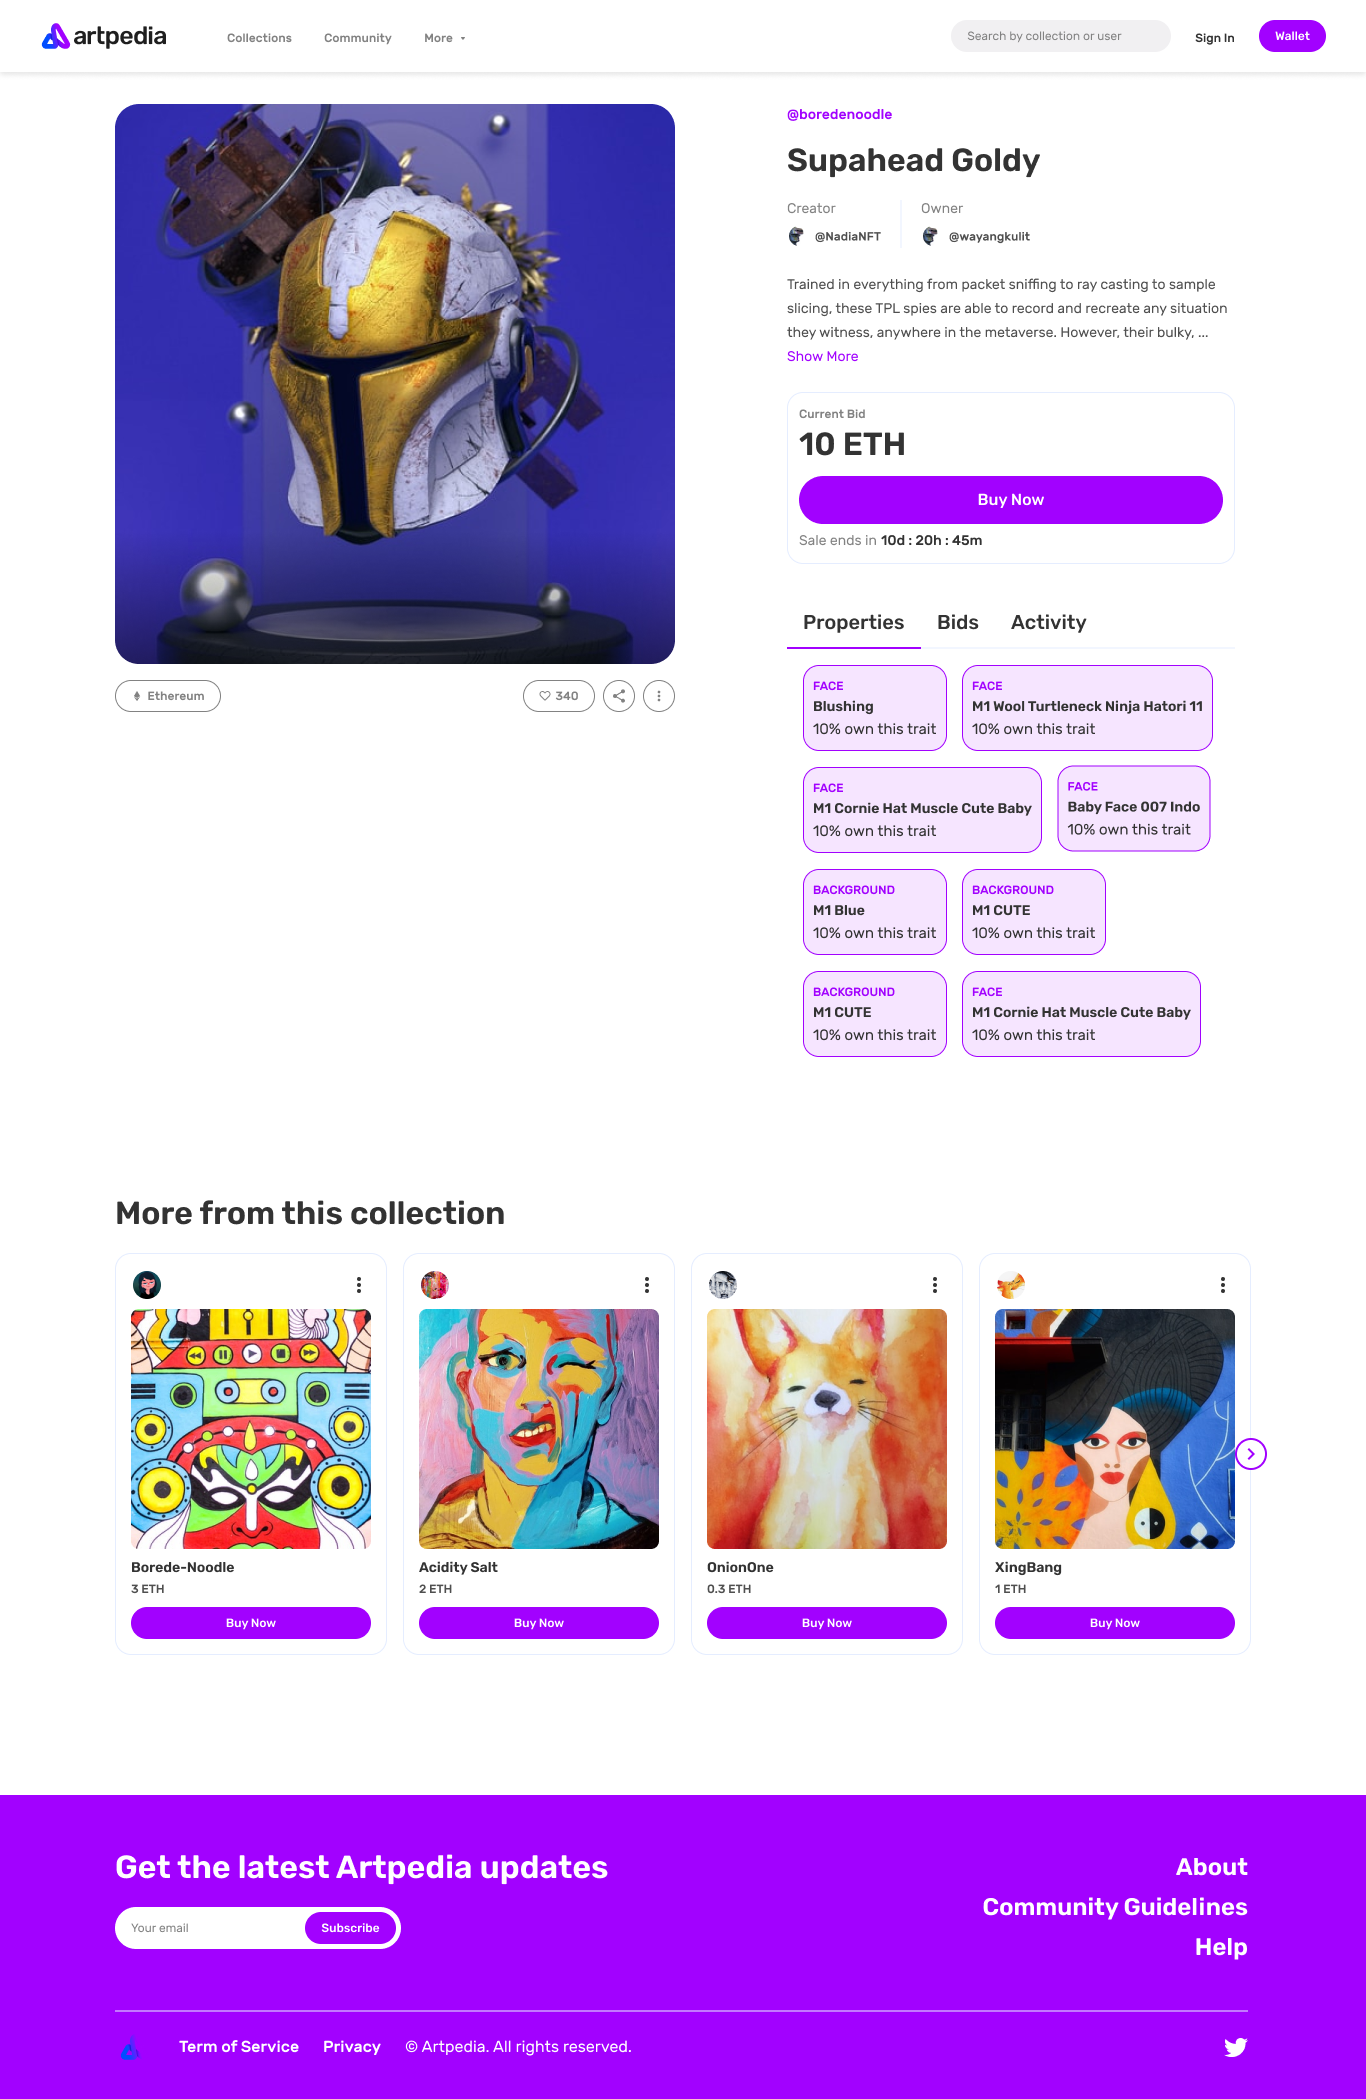 artpedia
Collections
Community
More
Search by collection or user
Sign In
Wallet
@boredenoodle
Supahead Goldy
Creator
@NadiaNFT
Owner
@wayangkulit
Trained in everything from packet sniffing to ray casting to sample
slicing, these TPL spies are able to record and recreate any situation
they witness, anywhere in the metaverse. However, their bulky, ...
Show More
Current Bid
10 ETH
Buy Now
Sale ends in 10d : 20h : 45m
Ethereum
340
Properties
Bids
Activity
FACE
Blushing
10% own this trait
FACE
M1 Wool Turtleneck Ninja Hatori 11
10% own this trait
FACE
M1 Cornie Hat Muscle Cute Baby
10% own this trait
FACE
Baby Face 007 Indo
10% own this trait
BACKGROUND
M1 Blue
10% own this trait
BACKGROUND
M1 CUTE
10% own this trait
BACKGROUND
M1 CUTE
10% own this trait
FACE
M1 Cornie Hat Muscle Cute Baby
10% own this trait
More from this collection
Borede-Noodle
3 ETH
Buy Now
Acidity Salt
2 ETH
Buy Now
OnionOne
0.3 ETH
Buy Now
XingBang
1 ETH
Buy Now
Get the latest Artpedia updates
Your email
Subscribe
About
Community Guidelines
Help
Term of Service
Privacy
© Artpedia. All rights reserved.